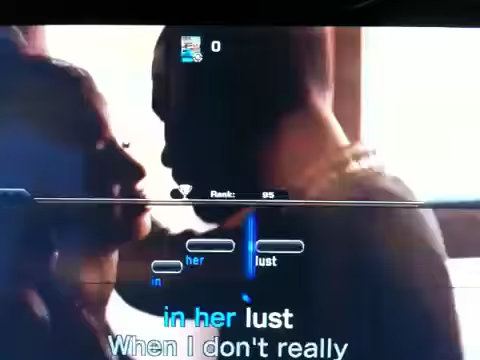 0
Rank: 95
her lust
in
in her lust
When I don't really